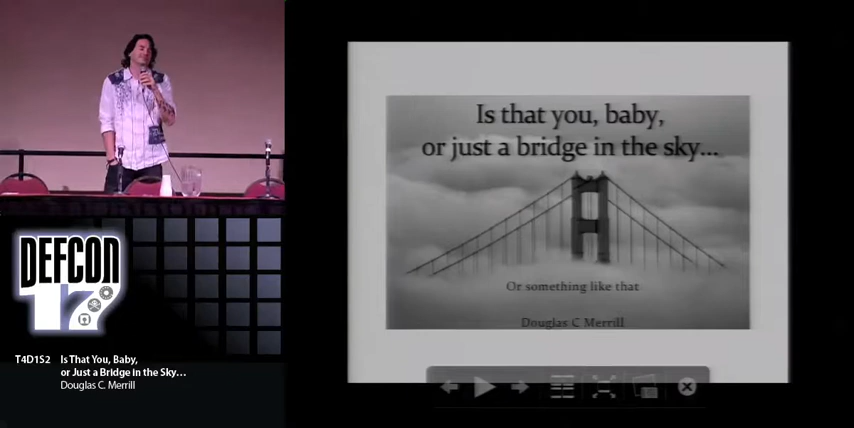 Is that you, baby,
or just a bridge in the sky...
Or something like that
Douglas C Merrill
DEFCON
17
T4D1S2 Is That You, Baby,
or Just a Bridge in the Sky...
Douglas C. Merrill